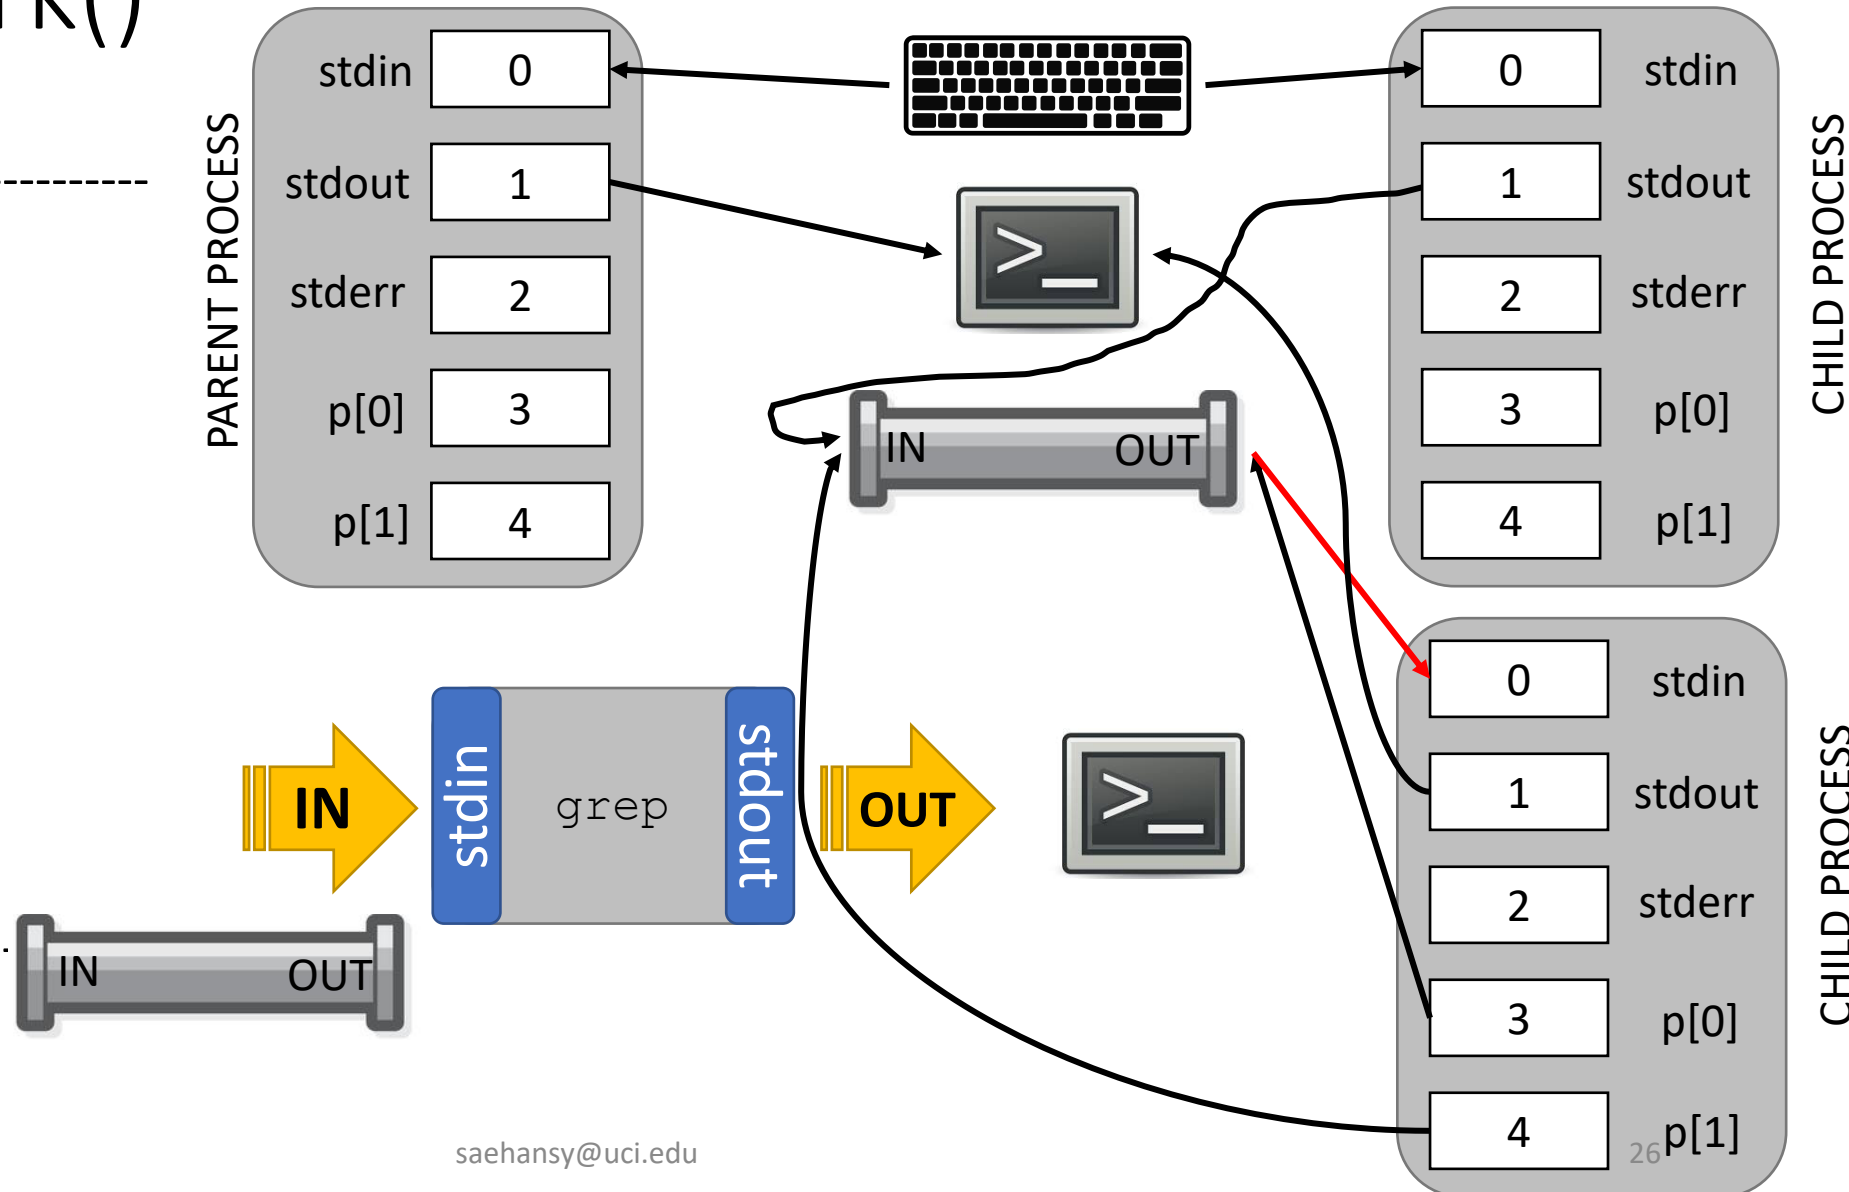 PARENT PROCESS
stdin 0
stdout 1
stderr 2
p[0] 3
p[1] 4
>_
IN OUT
0 stdin
1 stdout
2 stderr
3 p[0]
4 p[1]
CHILD PROCESS
IN
stdin
grep
stdout
OUT
>_
IN OUT
0 stdin
1 stdout
2 stderr
3 p[0]
4 p[1]
CHILD PROCESS
saehansy@uci.edu
26